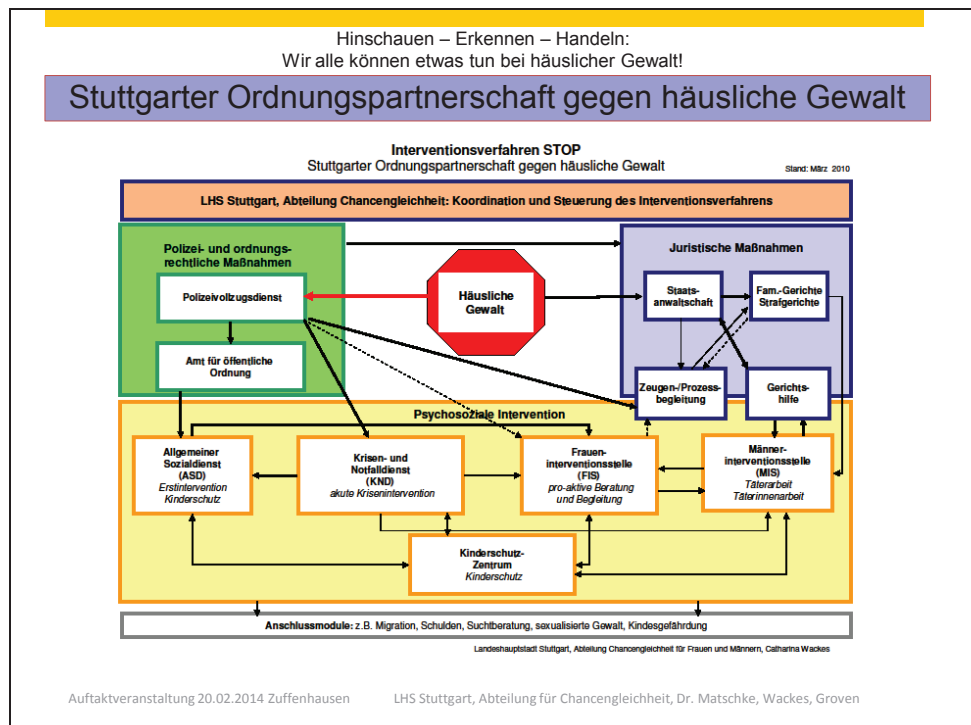 Hinschauen – Erkennen – Handeln:
Wir alle können etwas tun bei häuslicher Gewalt!
Stuttgarter Ordnungspartnerschaft gegen häusliche Gewalt
Interventionsverfahren STOP
Stuttgarter Ordnungspartnerschaft gegen häusliche Gewalt
Stand: März 2010
LHS Stuttgart, Abteilung Chancengleichheit: Koordination und Steuerung des Interventionsverfahrens
Polizei- und ordnungs-
rechtliche Maßnahmen
Polizeivollzugsdienst
Amt für öffentliche
Ordnung
Häusliche
Gewalt
Juristische Maßnahmen
Staats-
anwaltschaft
Fam.-Gerichte
Strafgerichte
Zeugen-/Prozess-
begleitung
Gerichts-
hilfe
Psychosoziale Intervention
Allgemeiner
Sozialdienst
(ASD)
Erstintervention
Kinderschutz
Krisen- und
Notfalldienst
(KND)
akute Krisenintervention
Frauen-
interventionsstelle
(FIS)
pro-aktive Beratung
und Begleitung
Männer-
interventionsstelle
(MIS)
Täterarbeit
Täterinnenarbeit
Kinderschutz-
Zentrum
Kinderschutz
Anschlussmodule: z.B. Migration, Schulden, Suchtberatung, sexualisierte Gewalt, Kindesgefährdung
Landeshauptstadt Stuttgart, Abteilung Chancengleichheit für Frauen und Männern, Catharina Wackes
Auftaktveranstaltung 20.02.2014 Zuffenhausen
LHS Stuttgart, Abteilung für Chancengleichheit, Dr. Matschke, Wackes, Groven